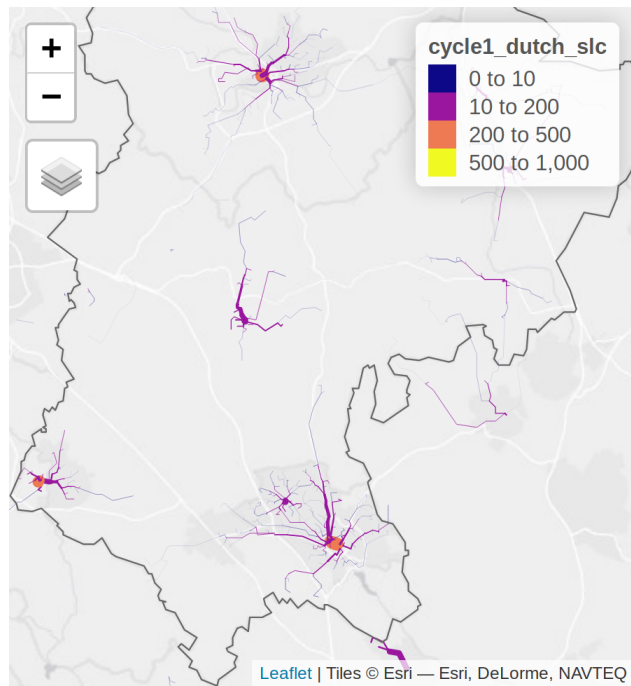 +
−
cycle1_dutch_slc
0 to 10
10 to 200
200 to 500
500 to 1,000
Leaflet | Tiles © Esri — Esri, DeLorme, NAVTEQ